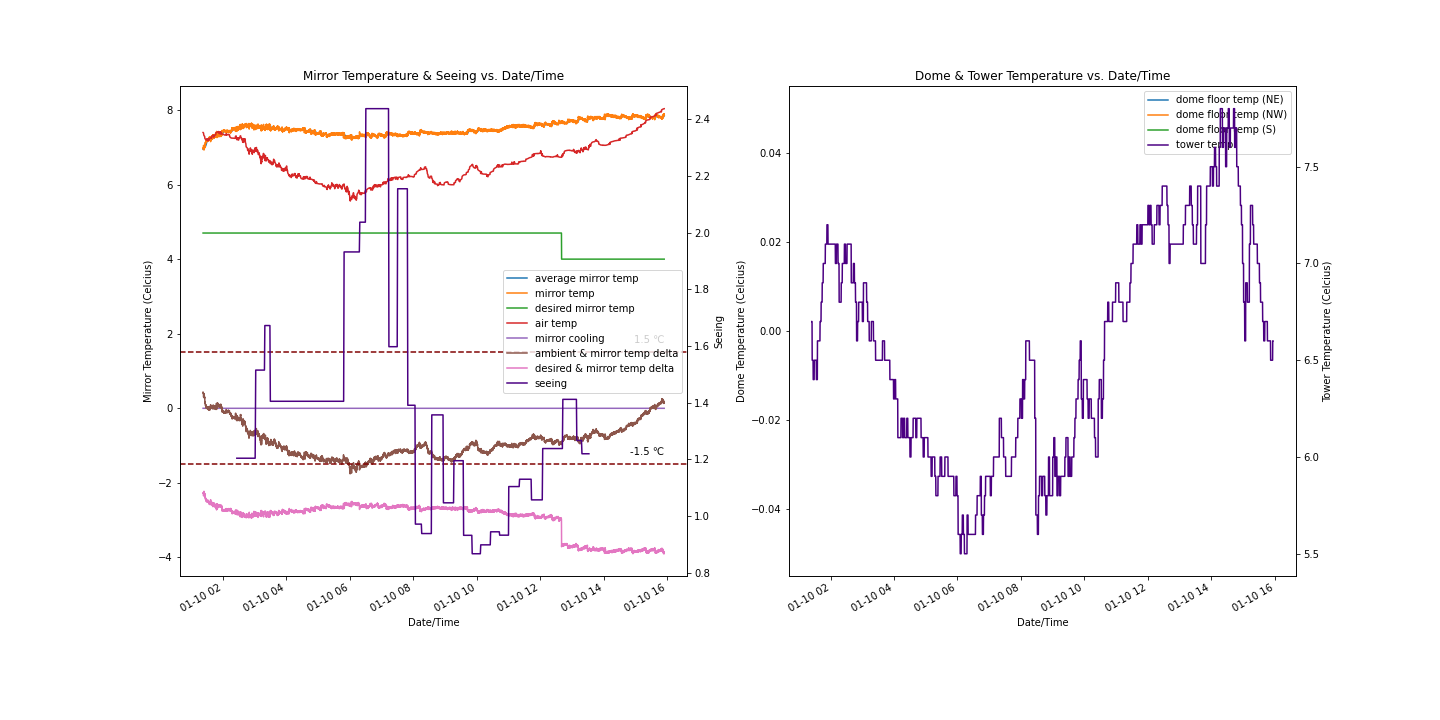 Mirror Temperature & Seeing vs. Date/Time
Mirror Temperature (Celcius)
8
6
4
2
0
−2
−4
2.4
2.2
2.0
1.8
1.6
1.4
1.2
1.0
0.8
Seeing
average mirror temp
mirror temp
desired mirror temp
air temp
mirror cooling
ambient & mirror temp delta
desired & mirror temp delta
seeing
1.5 °C
-1.5 °C
01-10 02
01-10 04
01-10 06
01-10 08
01-10 10
01-10 12
01-10 14
01-10 16
Date/Time
Dome & Tower Temperature vs. Date/Time
Dome Temperature (Celcius)
0.04
0.02
0.00
−0.02
−0.04
dome floor temp (NE)
dome floor temp (NW)
dome floor temp (S)
tower temp
7.5
7.0
6.5
6.0
5.5
Tower Temperature (Celcius)
01-10 02
01-10 04
01-10 06
01-10 08
01-10 10
01-10 12
01-10 14
01-10 16
Date/Time